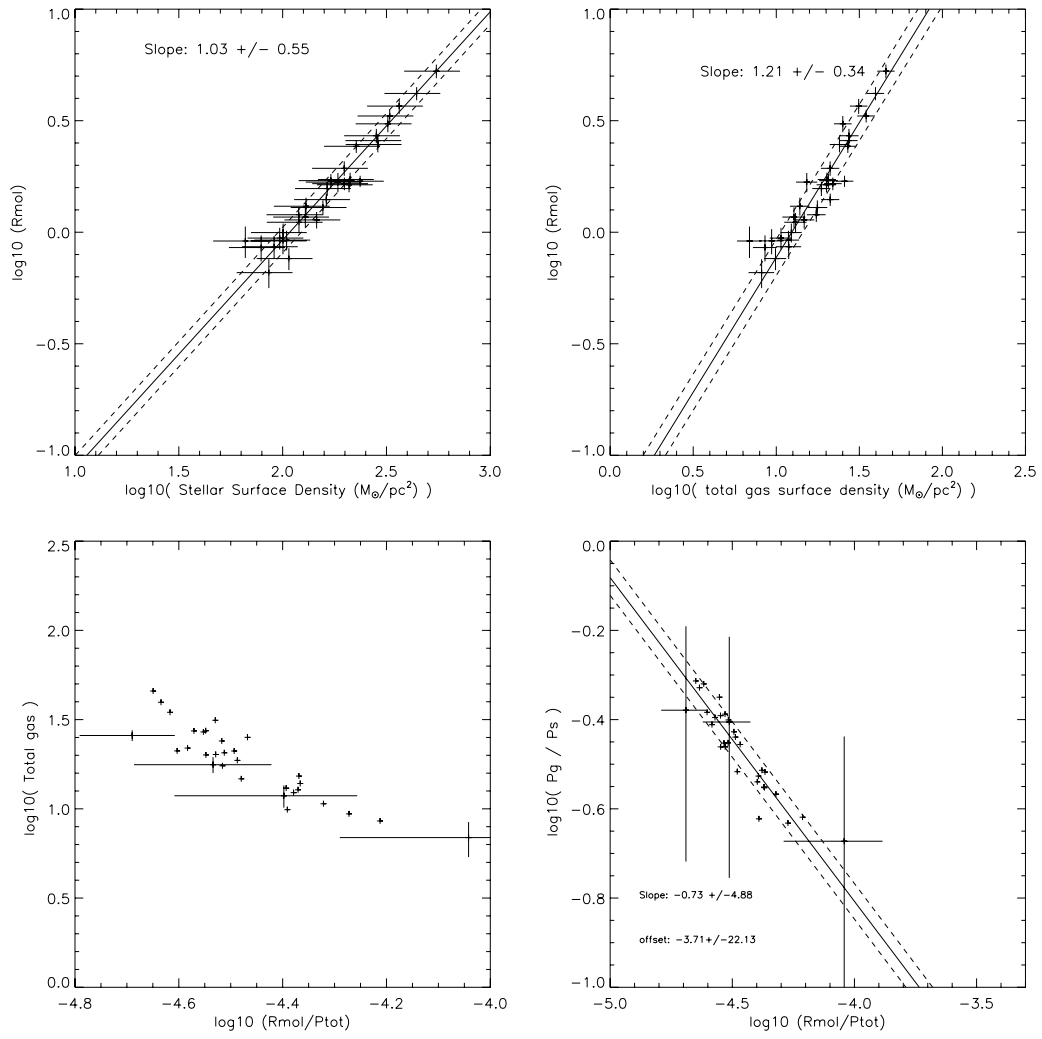 1.0
0.5
0.0
−0.5
−1.0
log10 (Rmol)
Slope: 1.03 +/− 0.55
1.0 1.5 2.0 2.5 3.0
log10( Stellar Surface Density (M⊙/pc²) )
1.0
0.5
0.0
−0.5
−1.0
log10 (Rmol)
Slope: 1.21 +/− 0.34
0.0 0.5 1.0 1.5 2.0 2.5
log10( total gas surface density (M⊙/pc²) )
2.5
2.0
1.5
1.0
0.5
0.0
log10( Total gas )
−4.8 −4.6 −4.4 −4.2 −4.0
log10 (Rmol/Ptot)
0.0
−0.2
−0.4
−0.6
−0.8
−1.0
log10( Pg / Ps )
Slope: −0.73 +/−4.88
offset: −3.71+/−22.13
−5.0 −4.5 −4.0 −3.5
log10 (Rmol/Ptot)